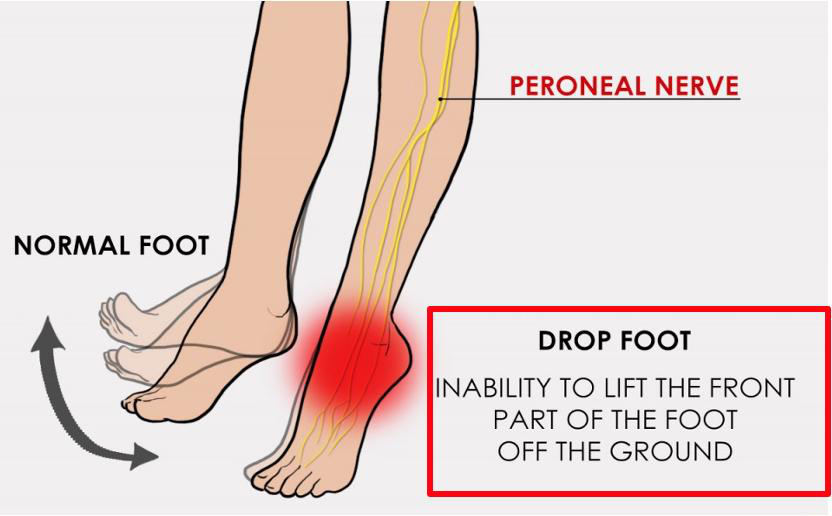 PERONEAL NERVE
NORMAL FOOT
DROP FOOT
INABILITY TO LIFT THE FRONT
PART OF THE FOOT
OFF THE GROUND